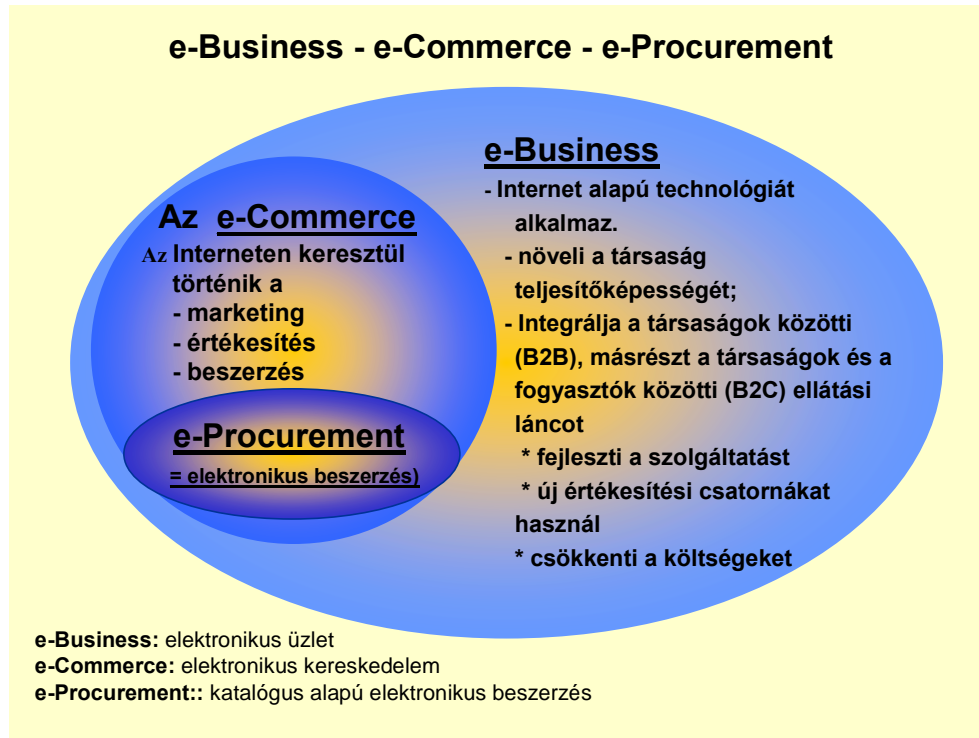 e-Business - e-Commerce - e-Procurement
Az e-Commerce
Az Interneten keresztül
történik a
- marketing
- értékesítés
- beszerzés
e-Procurement
= elektronikus beszerzés)
e-Business
- Internet alapú technológiát
alkalmaz.
- növeli a társaság
teljesítőképességét;
- Integrálja a társaságok közötti
(B2B), másrészt a társaságok és a
fogyasztók közötti (B2C) ellátási
láncot
* fejleszti a szolgáltatást
* új értékesítési csatornákat
használ
* csökkenti a költségeket
e-Business: elektronikus üzlet
e-Commerce: elektronikus kereskedelem
e-Procurement:: katalógus alapú elektronikus beszerzés